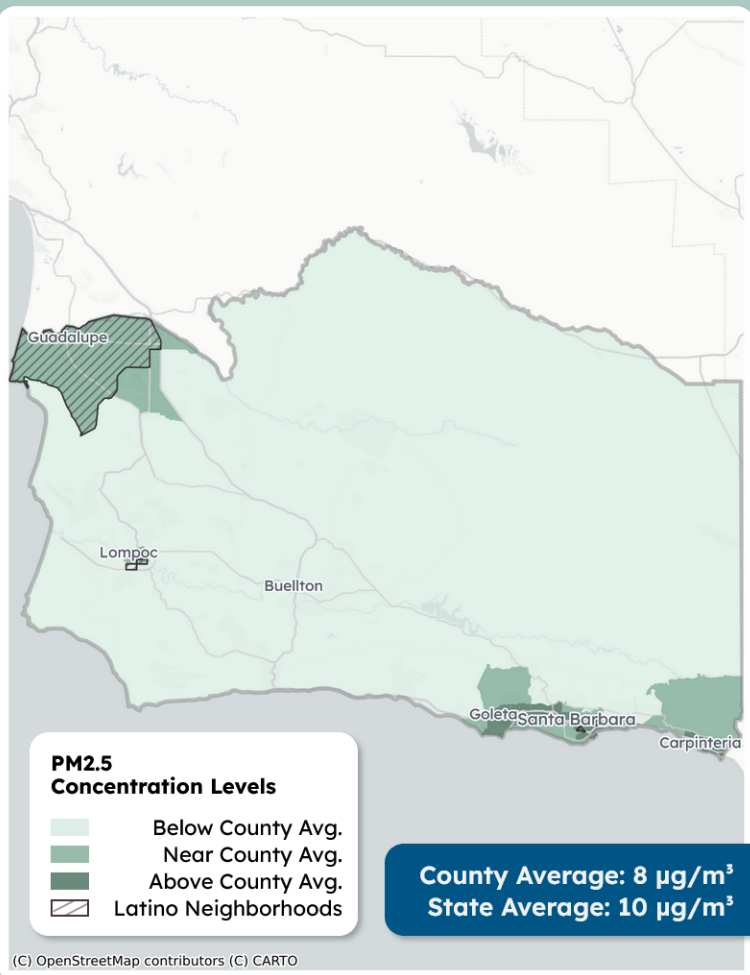 Guadalupe
Lompoc
Buellton
Goleta
Santa Barbara
Carpinteria
PM2.5
Concentration Levels
Below County Avg.
Near County Avg.
Above County Avg.
Latino Neighborhoods
County Average: 8 µg/m³
State Average: 10 µg/m³
(C) OpenStreetMap contributors (C) CARTO